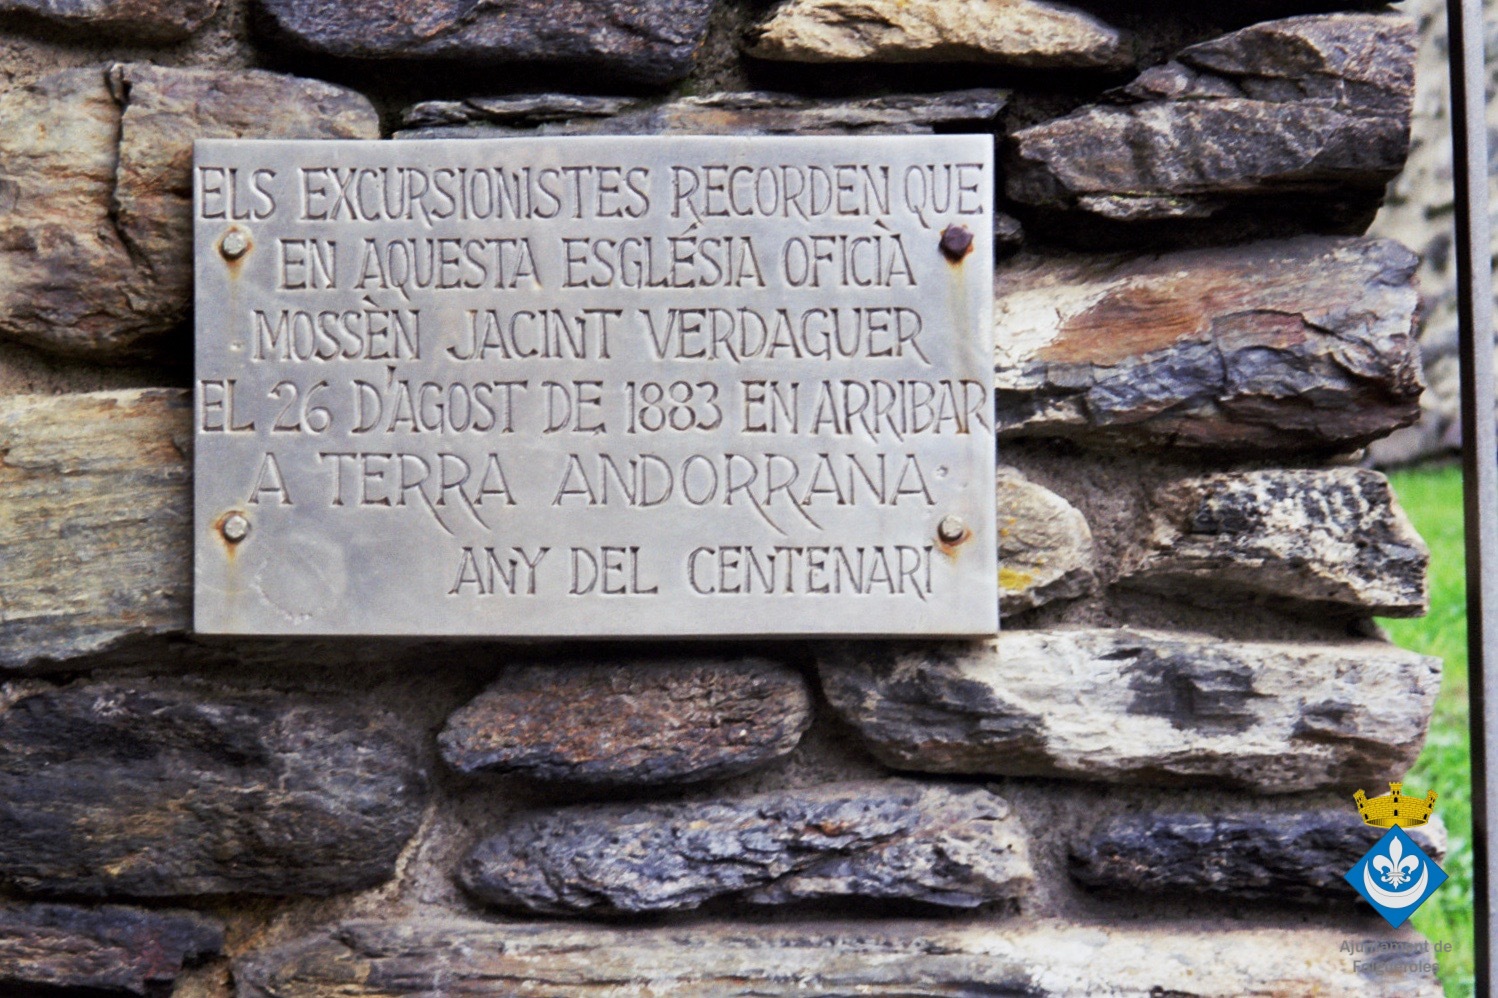 ELS EXCURSIONISTES RECORDEN QUE
EN AQUESTA ESGLÉSIA OFICIÀ
MOSSÈN JACINT VERDAGUER
EL 26 D'AGOST DE 1883 EN ARRIBAR
A TERRA ANDORRANA
ANY DEL CENTENARI
Ajuntament de
Folgueroles